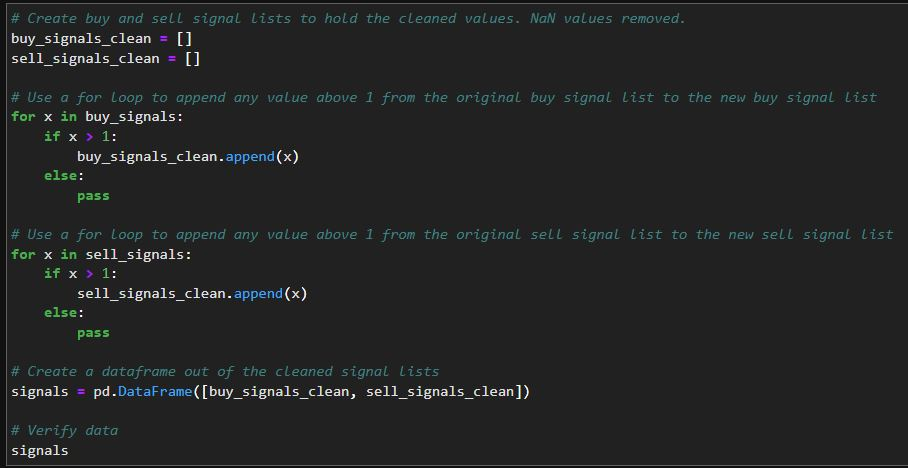 # Create buy and sell signal lists to hold the cleaned values. NaN values removed.
buy_signals_clean = []
sell_signals_clean = []

# Use a for loop to append any value above 1 from the original buy signal list to the new buy signal list
for x in buy_signals:
    if x > 1:
        buy_signals_clean.append(x)
    else:
        pass

# Use a for loop to append any value above 1 from the original sell signal list to the new sell signal list
for x in sell_signals:
    if x > 1:
        sell_signals_clean.append(x)
    else:
        pass

# Create a dataframe out of the cleaned signal lists
signals = pd.DataFrame([buy_signals_clean, sell_signals_clean])

# Verify data
signals